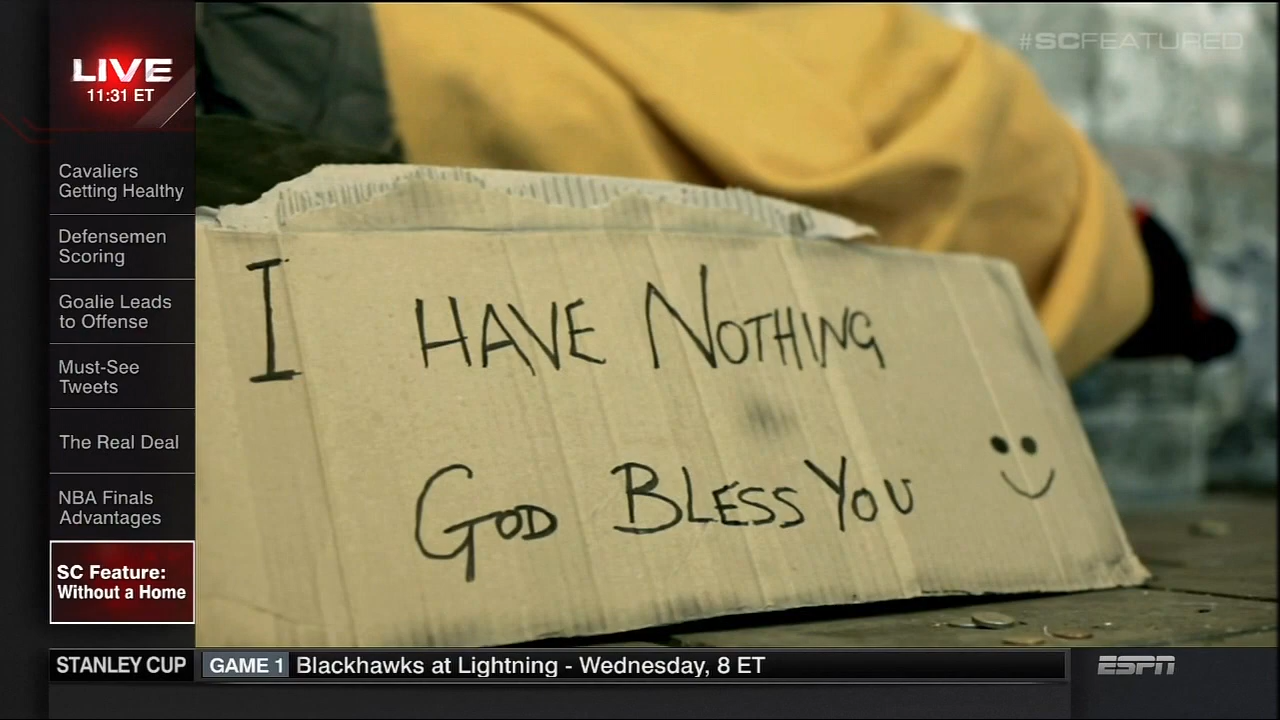 #SCFEATURED
LIVE
11:31 ET
Cavaliers
Getting Healthy
Defensemen
Scoring
Goalie Leads
to Offense
Must-See
Tweets
The Real Deal
NBA Finals
Advantages
SC Feature:
Without a Home
I HAVE NOTHING
GOD BLESS YOU
STANLEY CUP
GAME 1 Blackhawks at Lightning - Wednesday, 8 ET
ESPN